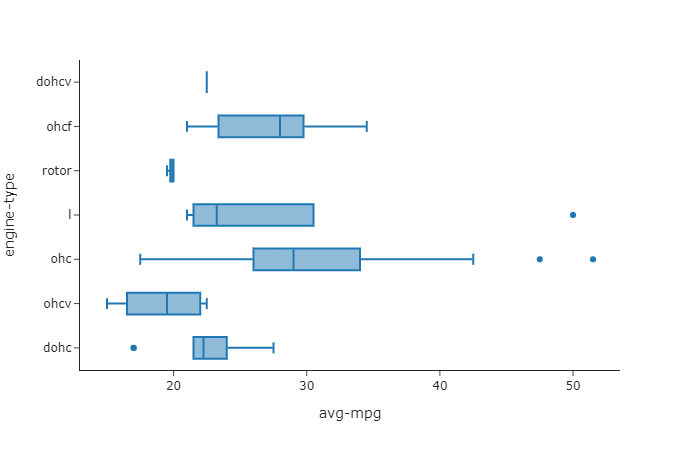 dohcv
ohcf
rotor
l
ohc
ohcv
dohc
engine-type
20 30 40 50
avg-mpg